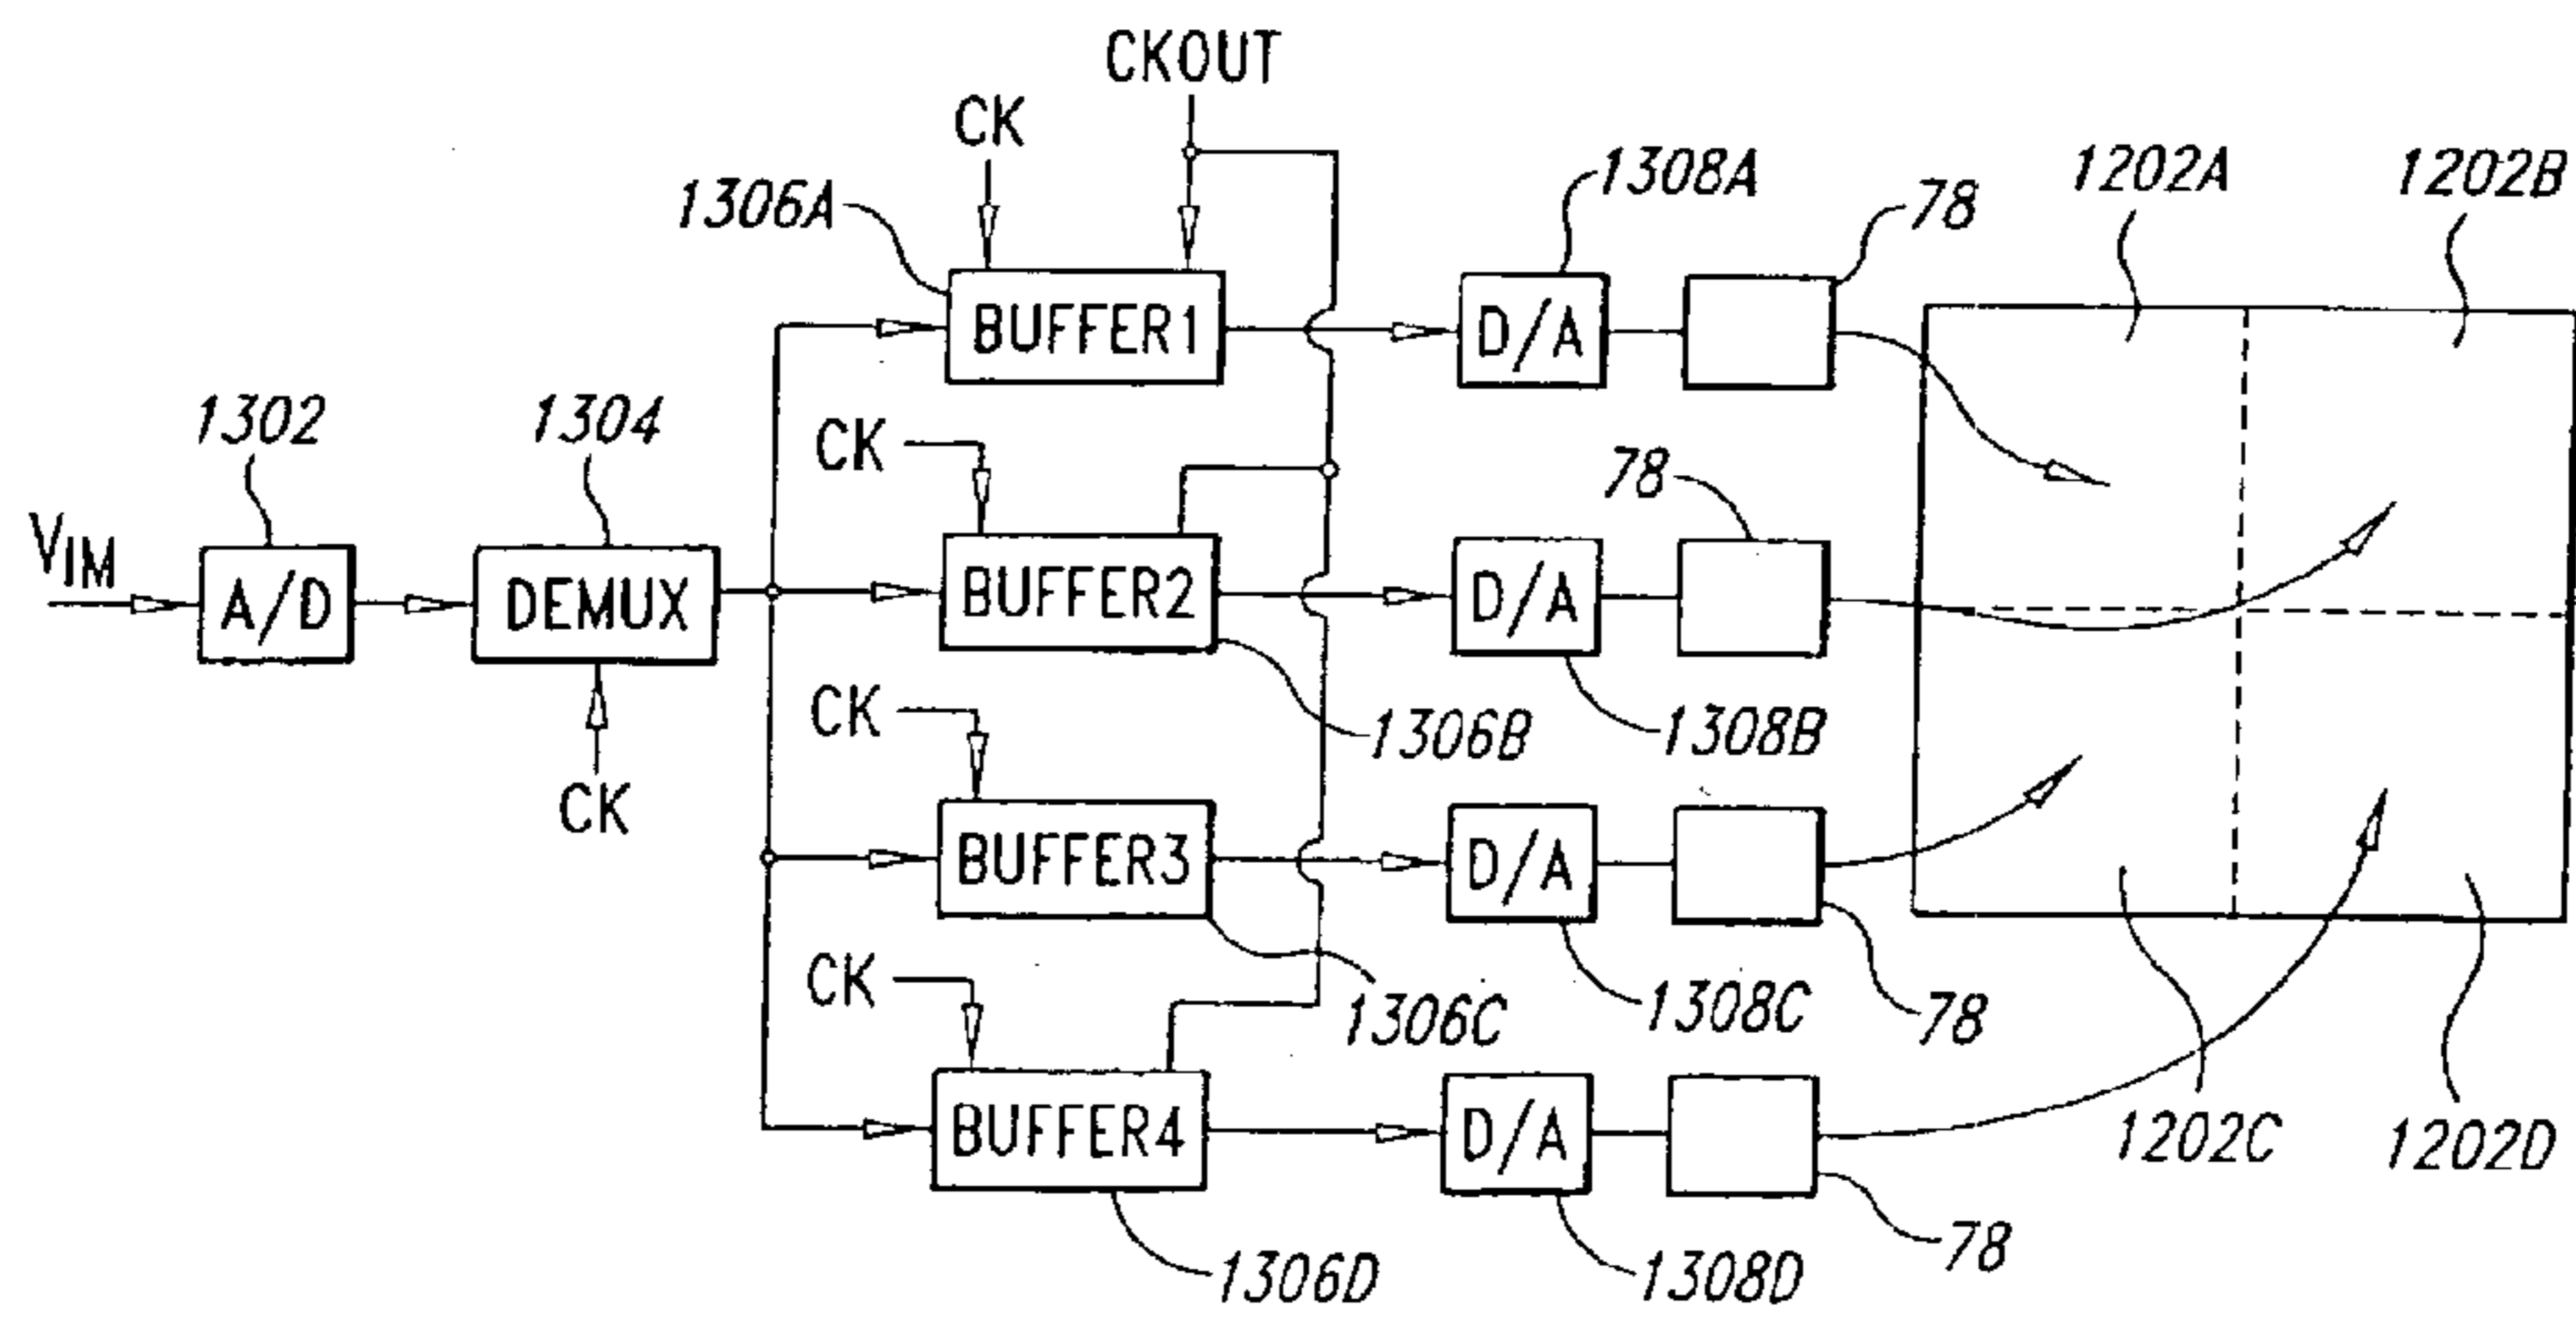 CKOUT
CK
1306A
BUFFER1
1308A
D/A
78
1202A
1202B
1302
1304
VIM
A/D
DEMUX
CK
CK
BUFFER2
1306B
D/A
1308B
78
CK
BUFFER3
1306C
D/A
1308C
78
CK
BUFFER4
1306D
D/A
1308D
78
1202C
1202D